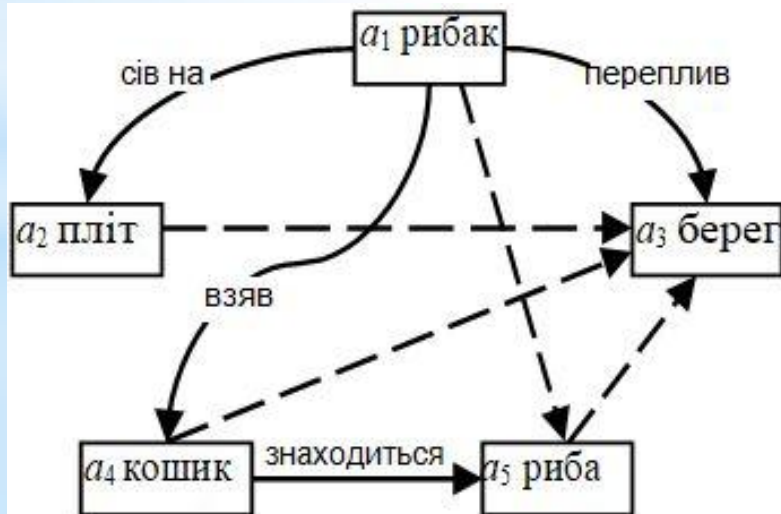 a₁ рибак
сів на
переплив
a₂ пліт
a₃ берег
взяв
a₄ кошик
знаходиться
a₅ риба